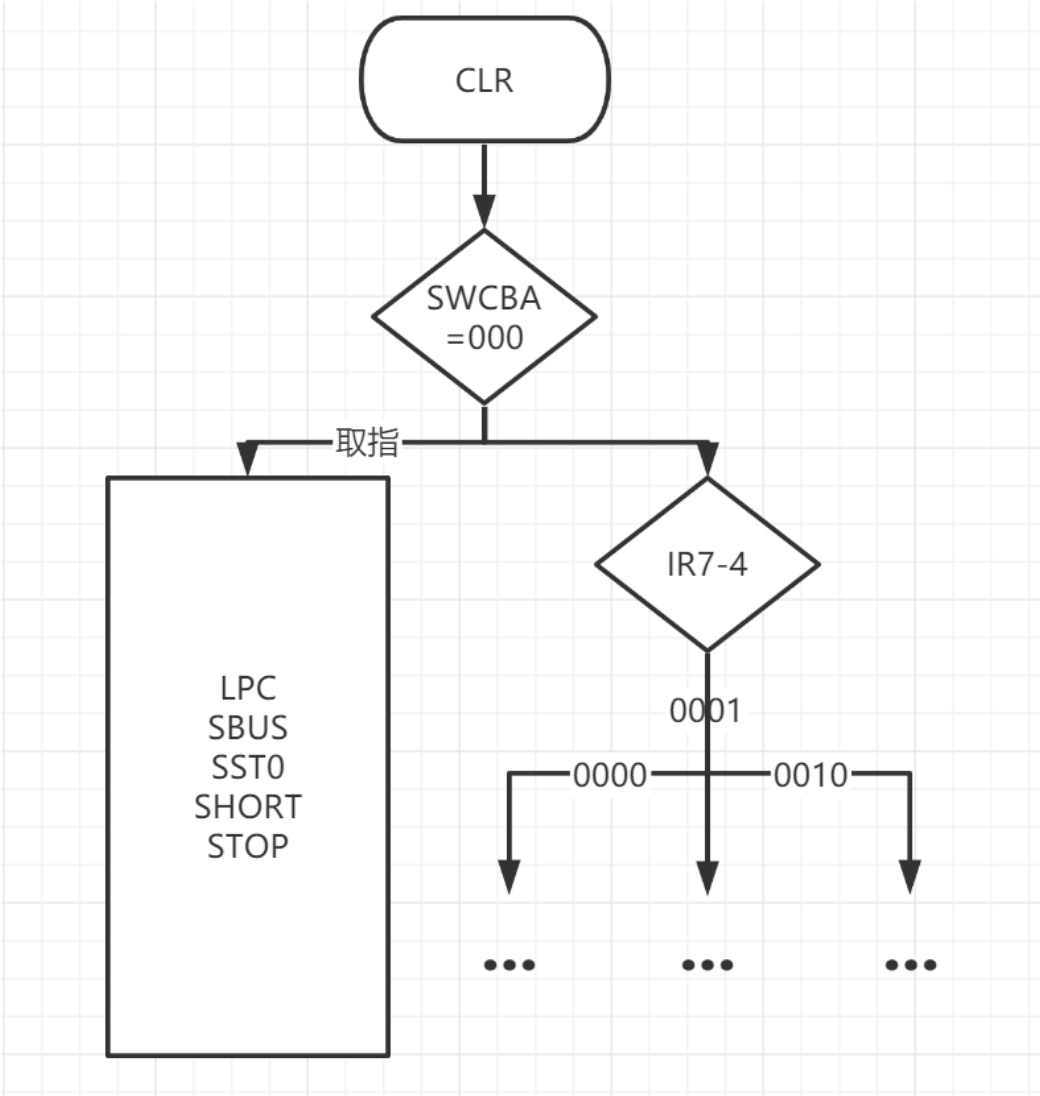 CLR
SWCBA
=000
取指
IR7-4
LPC
SBUS
SST0
SHORT
STOP
0001
0000
0010